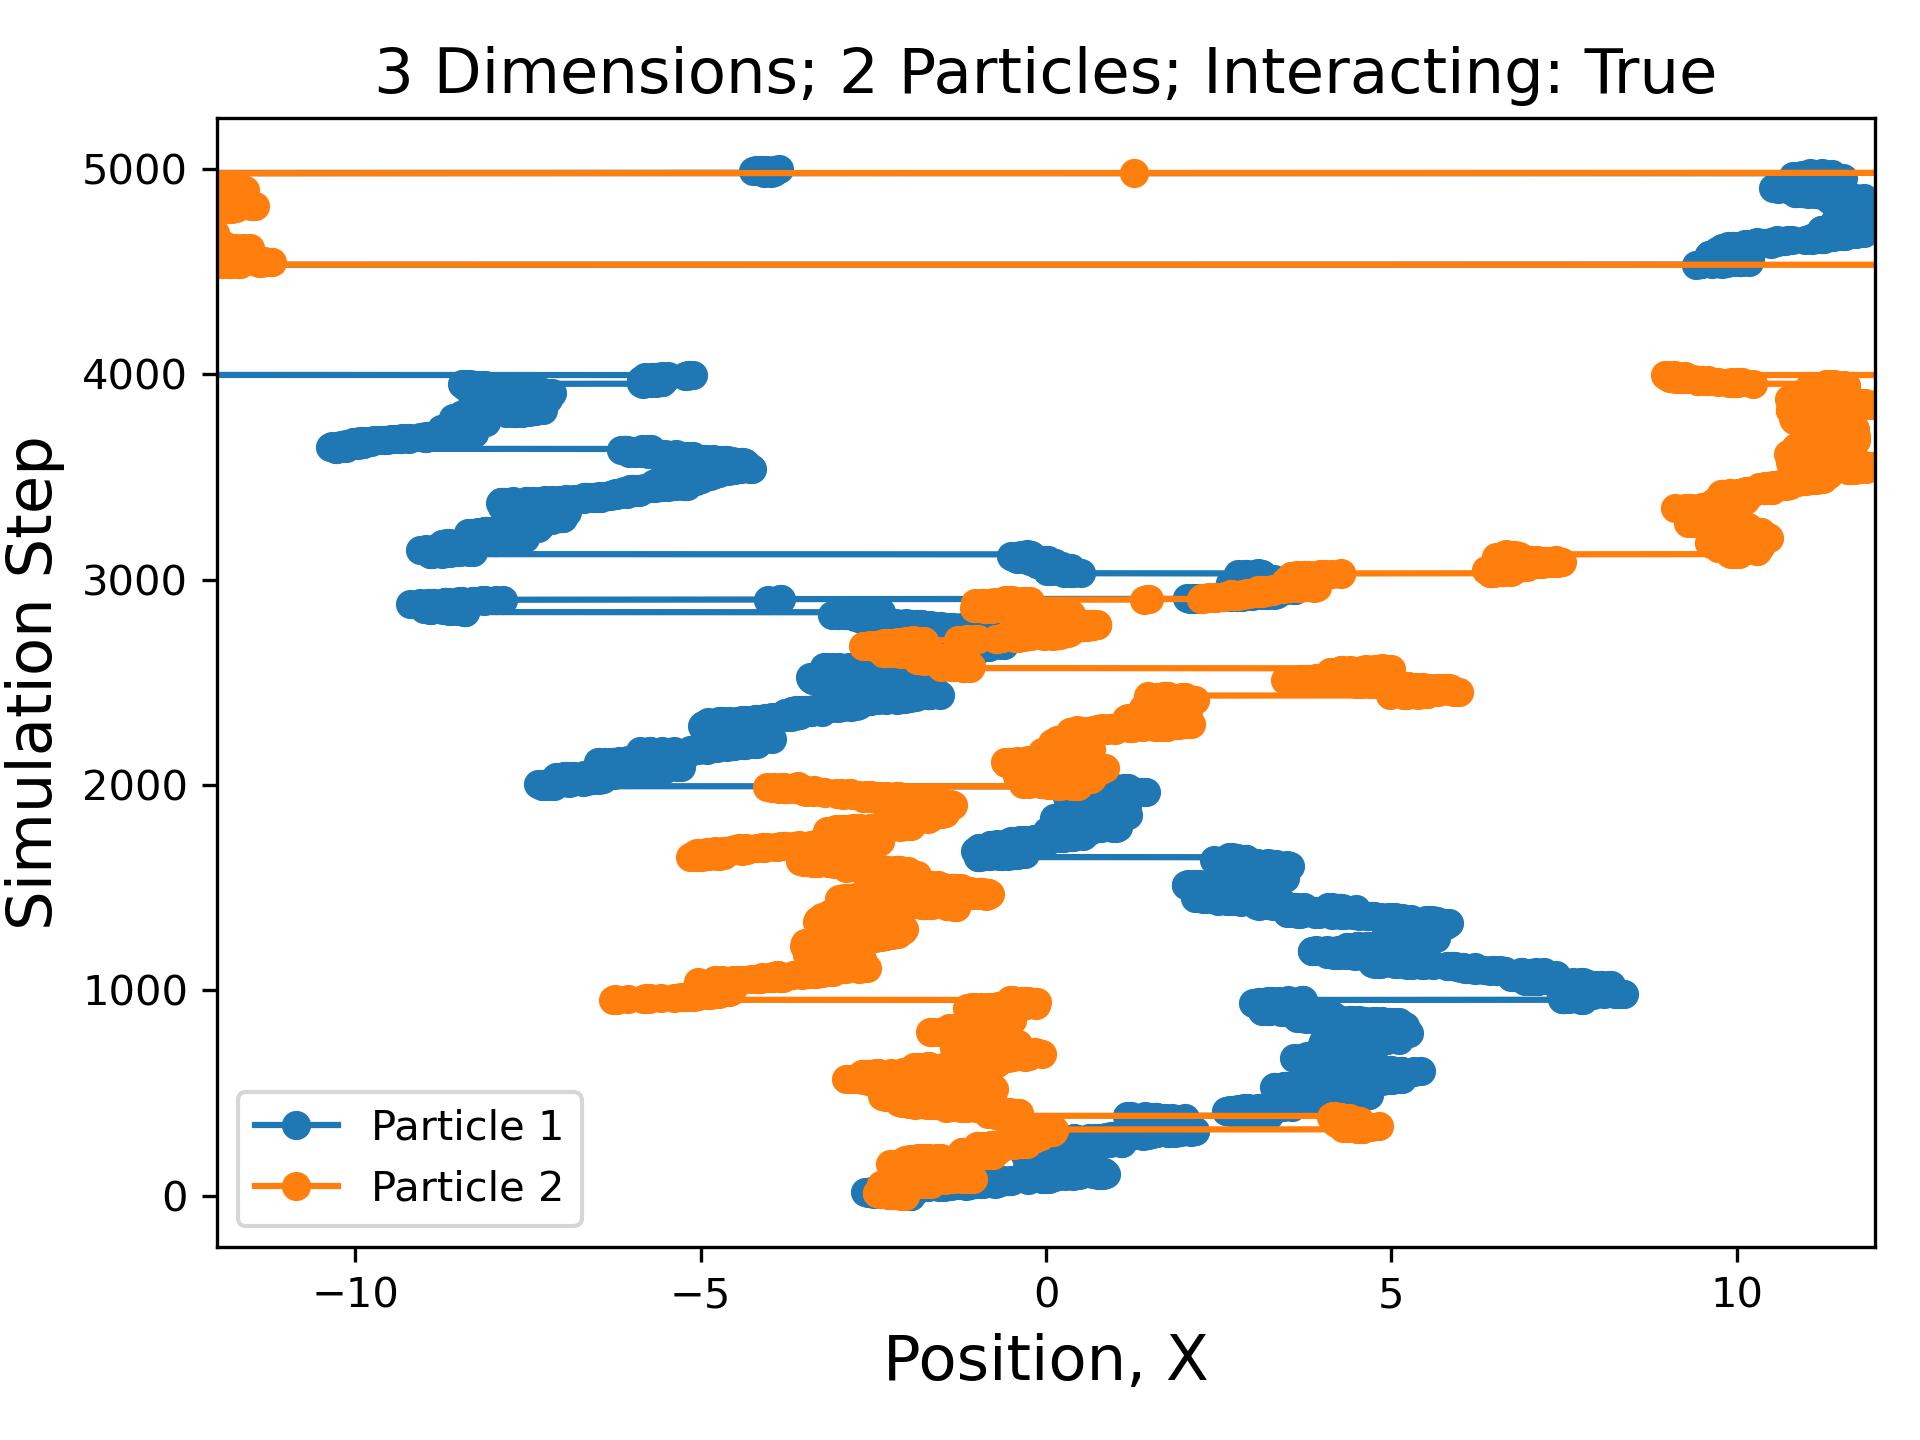 3 Dimensions; 2 Particles; Interacting: True
5000
4000
3000
2000
1000
0
Simulation Step
Particle 1
Particle 2
−10
−5
0
5
10
Position, X